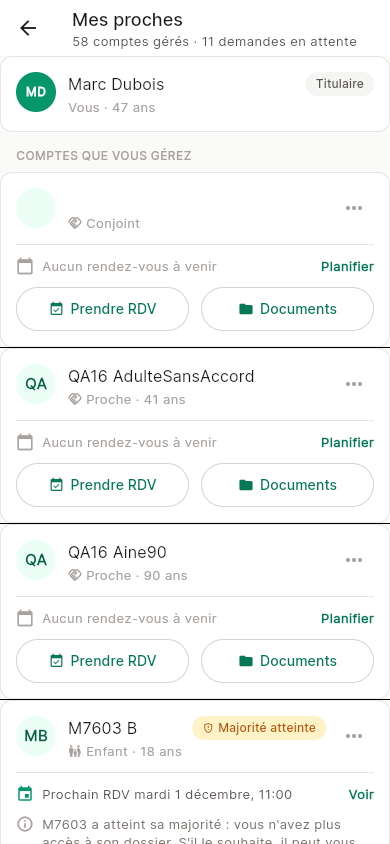 Mes proches
58 comptes gérés · 11 demandes en attente
MD
Marc Dubois
Titulaire
Vous · 47 ans
COMPTES QUE VOUS GÉREZ
Conjoint
Aucun rendez-vous à venir
Planifier
Prendre RDV
Documents
QA
QA16 AdulteSansAccord
Proche · 41 ans
Aucun rendez-vous à venir
Planifier
Prendre RDV
Documents
QA
QA16 Aine90
Proche · 90 ans
Aucun rendez-vous à venir
Planifier
Prendre RDV
Documents
MB
M7603 B
Majorité atteinte
Enfant · 18 ans
Prochain RDV mardi 1 décembre, 11:00
Voir
M7603 a atteint sa majorité : vous n'avez plus
accès à son dossier. S'il le souhaite, il peut vous